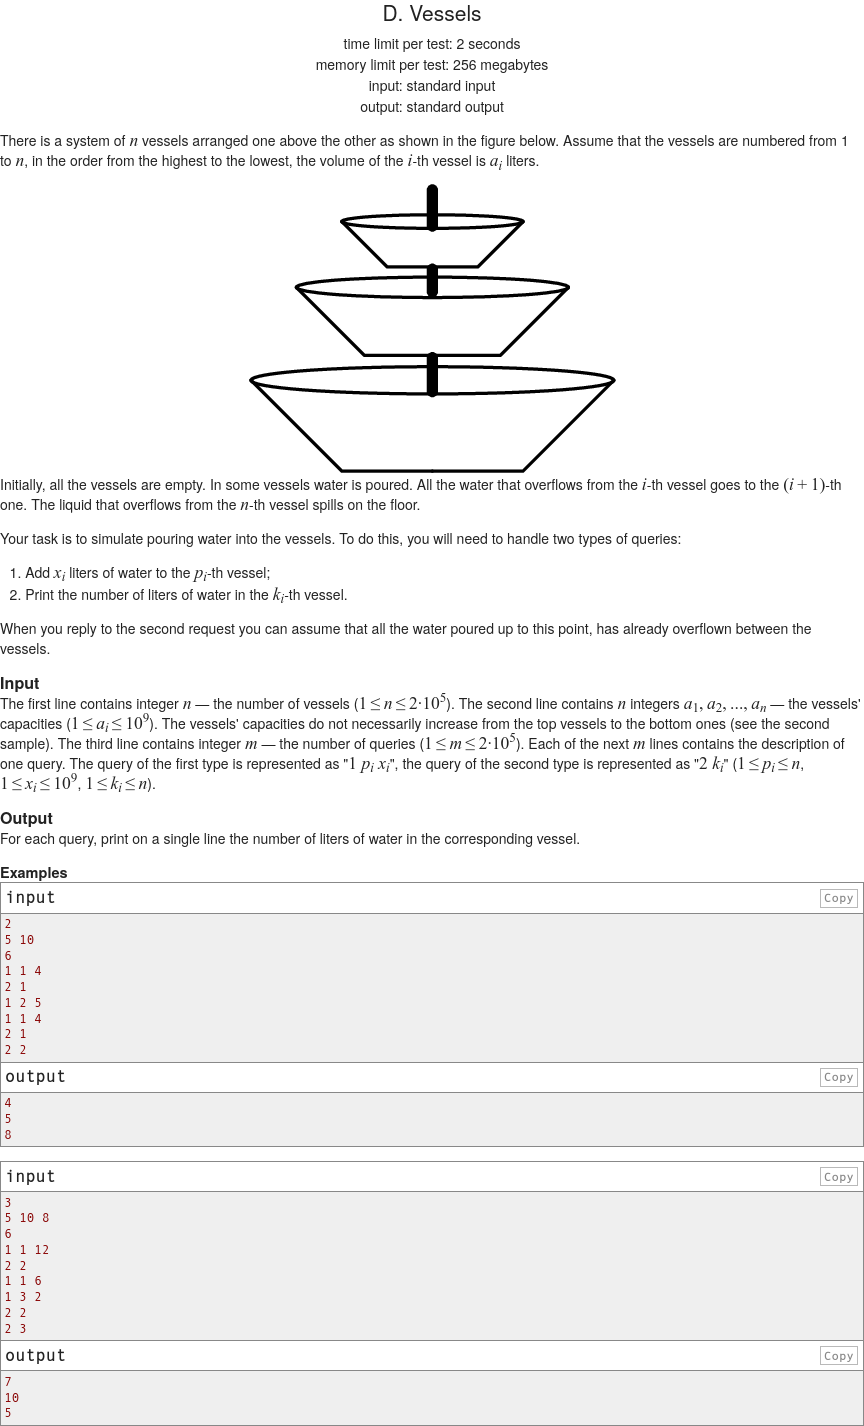 D. Vessels
time limit per test: 2 seconds
memory limit per test: 256 megabytes
input: standard input
output: standard output
There is a system of n vessels arranged one above the other as shown in the figure below. Assume that the vessels are numbered from 1
to n, in the order from the highest to the lowest, the volume of the i-th vessel is a_i liters.
Initially, all the vessels are empty. In some vessels water is poured. All the water that overflows from the i-th vessel goes to the (i + 1)-th
one. The liquid that overflows from the n-th vessel spills on the floor.
Your task is to simulate pouring water into the vessels. To do this, you will need to handle two types of queries:
1. Add x_i liters of water to the p_i-th vessel;
2. Print the number of liters of water in the k_i-th vessel.
When you reply to the second request you can assume that all the water poured up to this point, has already overflown between the
vessels.
Input
The first line contains integer n — the number of vessels (1 ≤ n ≤ 2·10^5). The second line contains n integers a_1, a_2, ..., a_n — the vessels'
capacities (1 ≤ a_i ≤ 10^9). The vessels' capacities do not necessarily increase from the top vessels to the bottom ones (see the second
sample). The third line contains integer m — the number of queries (1 ≤ m ≤ 2·10^5). Each of the next m lines contains the description of
one query. The query of the first type is represented as "1 p_i x_i", the query of the second type is represented as "2 k_i" (1 ≤ p_i ≤ n,
1 ≤ x_i ≤ 10^9, 1 ≤ k_i ≤ n).
Output
For each query, print on a single line the number of liters of water in the corresponding vessel.
Examples
input Copy
2
5 10
6
1 1 4
2 1
1 2 5
1 1 4
2 1
2 2
output Copy
4
5
8
input Copy
3
5 10 8
6
1 1 12
2 2
1 1 6
1 3 2
2 2
2 3
output Copy
7
10
5